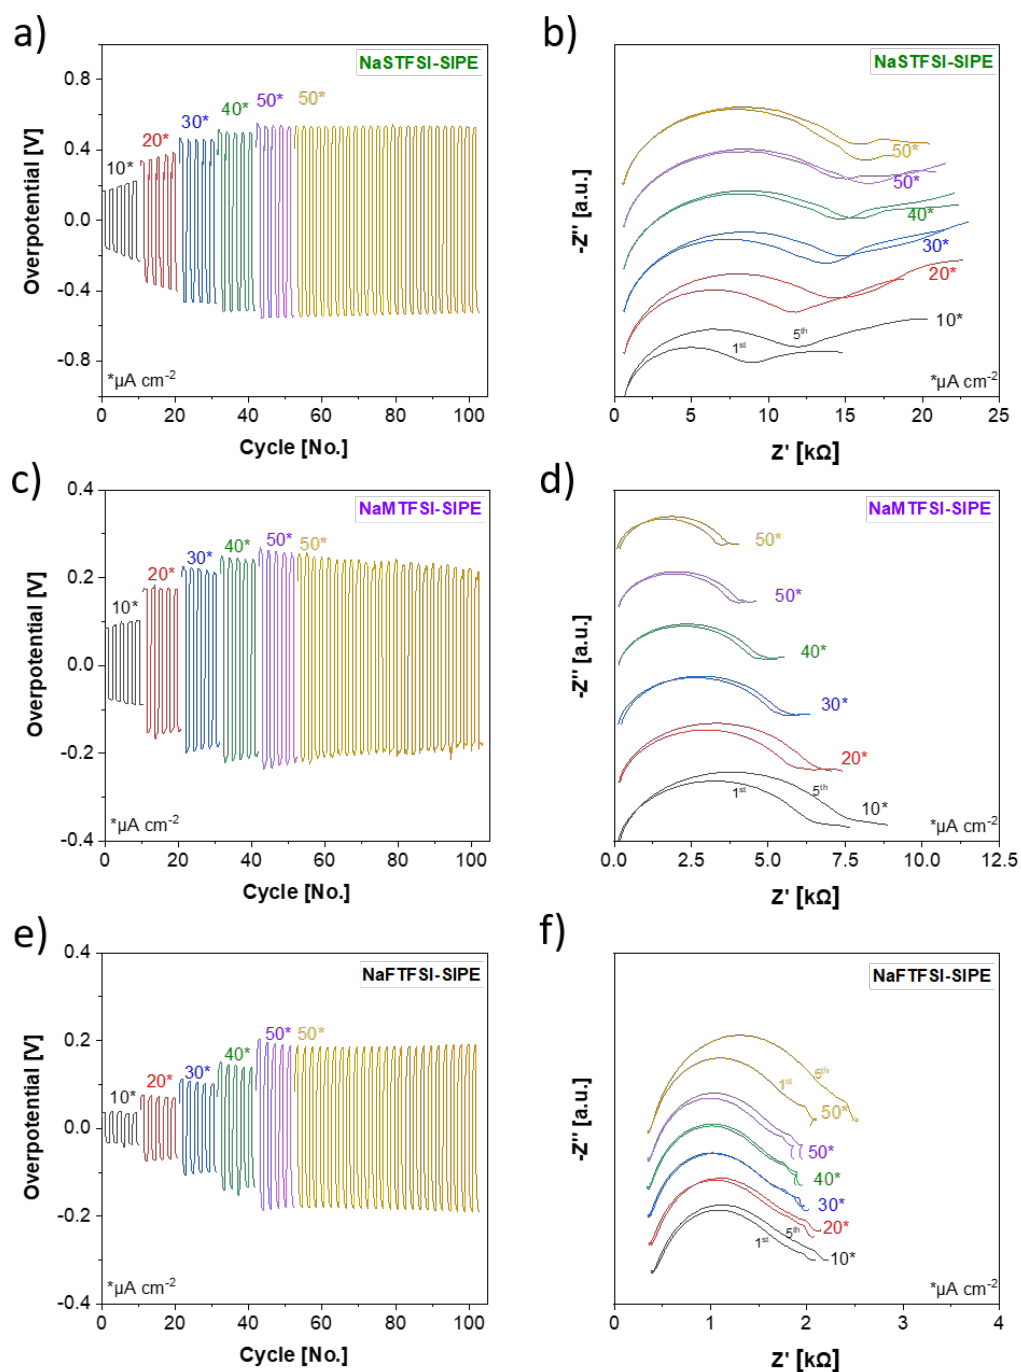 a)
NaSTFSI-SIPE
0.8
0.4
0.0
-0.4
-0.8
Overpotential [V]
10*
20*
30*
40*
50*
50*
*µA cm-2
0 20 40 60 80 100
Cycle [No.]
b)
NaSTFSI-SIPE
-Z'' [a.u.]
50*
50*
40*
30*
20*
10*
1st
5th
*µA cm-2
0 5 10 15 20 25
Z' [kΩ]
c)
NaMTFSI-SIPE
0.4
0.2
0.0
-0.2
-0.4
Overpotential [V]
10*
20*
30*
40*
50*
50*
*µA cm-2
0 20 40 60 80 100
Cycle [No.]
d)
NaMTFSI-SIPE
-Z'' [a.u.]
50*
50*
40*
30*
20*
10*
1st
5th
*µA cm-2
0.0 2.5 5.0 7.5 10.0 12.5
Z' [kΩ]
e)
NaFTFSI-SIPE
0.4
0.2
0.0
-0.2
-0.4
Overpotential [V]
10*
20*
30*
40*
50*
50*
*µA cm-2
0 20 40 60 80 100
Cycle [No.]
f)
NaFTFSI-SIPE
-Z'' [a.u.]
1st
5th
50*
50*
40*
30*
20*
10*
1st
5th
*µA cm-2
0 1 2 3 4
Z' [kΩ]